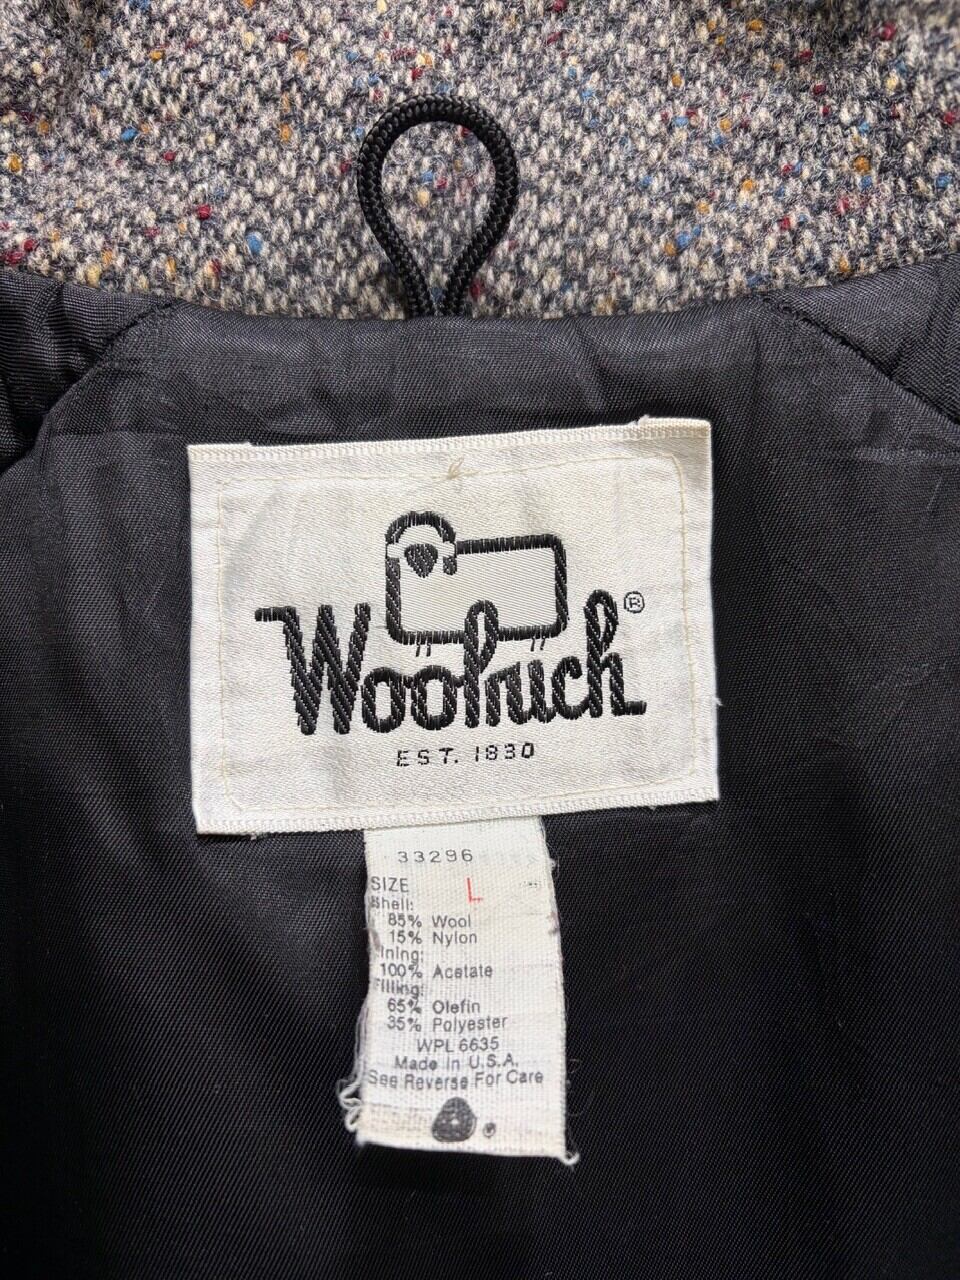 Woolrich®
EST. 1830
33296
SIZE L
Shell:
85% Wool
15% Nylon
ining:
100% Acetate
Filling:
65% Olefin
35% Polyester
WPL 6635
Made In U.S.A.
See Reverse For Care